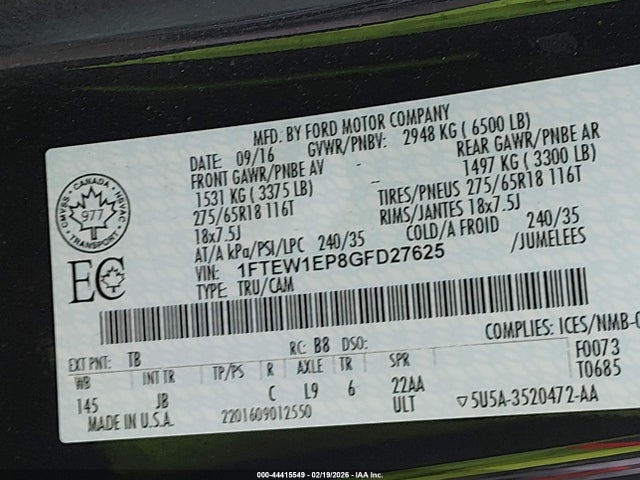 MFD. BY FORD MOTOR COMPANY
DATE: 09/16 GVWR/PNBV: 2948 KG ( 6500 LB)
FRONT GAWR/PNBE AV - REAR GAWR/PNBE AR
1531 KG ( 3375 LB) -- 1497 KG ( 3300 LB)
275/65R18 116T TIRES/PNEUS 275/65R18 116T
18x7.5J RIMS/JANTES 18x7.5J
AT/A kPa/PSI/LPC 240/35 COLD/A FROID 240/35
VIN: 1FTEW1EP8GFD27625 /JUMELEES
TYPE: TRU/CAM
CANADA
CMVSS NSVAC
977
TRANSPORT
EC
COMPLIES: ICES/NMB-
EXT PNT: TB RC: B8 DSO: F0073
WB INT TR TP/PS R AXLE TR SPR T0685
145 JB C L9 6 22AA
ULT
MADE IN U.S.A. 2201609012550 5U5A-3520472-AA
000-44415549 - 02/19/2026 - IAA Inc.